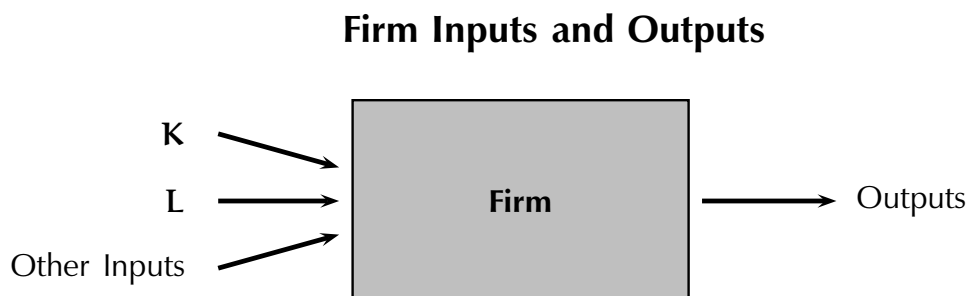 Firm Inputs and Outputs
K
L
Other Inputs
Firm
Outputs